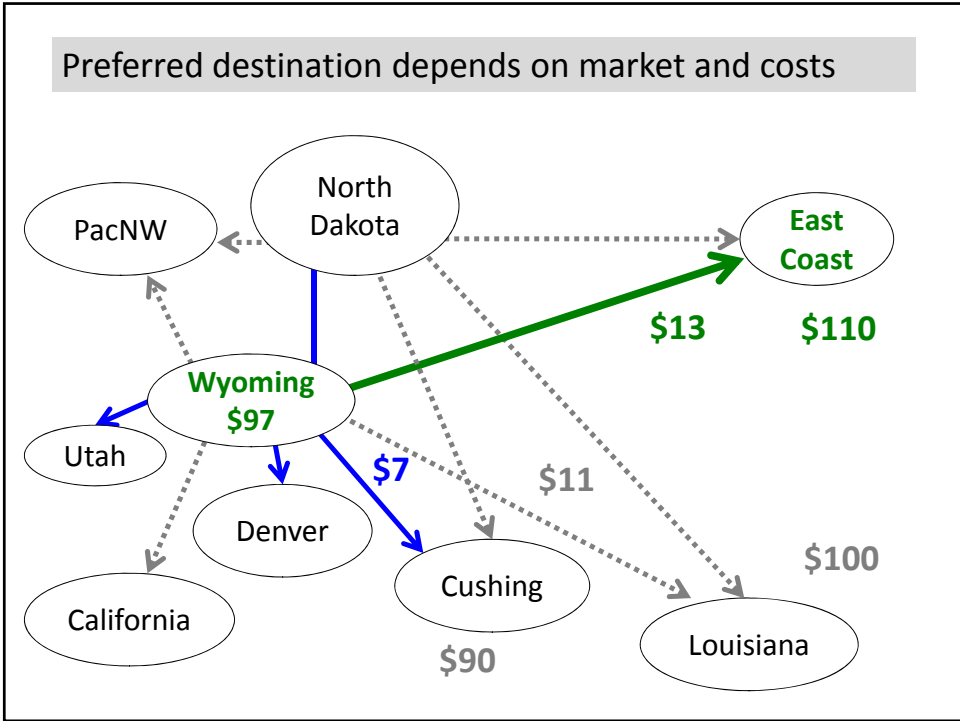 Preferred destination depends on market and costs
North
Dakota
PacNW
East
Coast
$13
$110
Wyoming
$97
Utah
$7
$11
Denver
$100
Cushing
California
Louisiana
$90